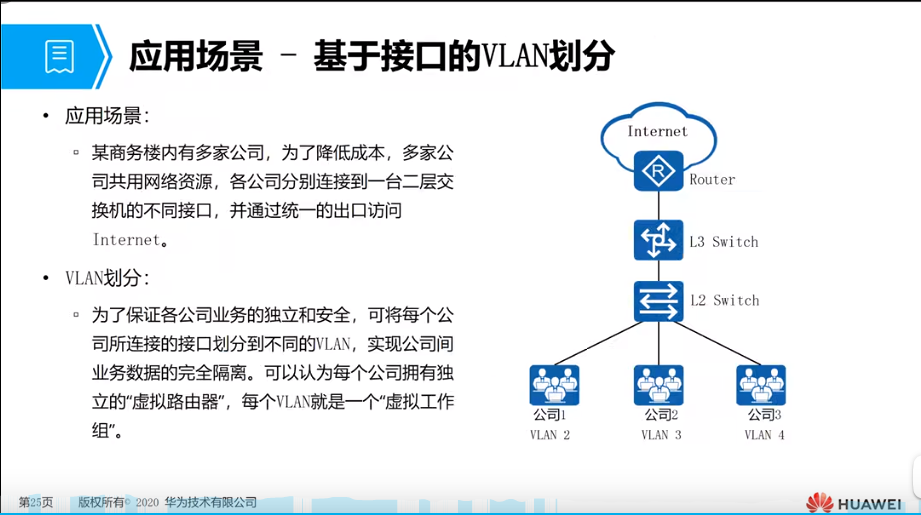 应用场景 － 基于接口的VLAN划分
• 应用场景：
▫ 某商务楼内有多家公司，为了降低成本，多家公
司共用网络资源，各公司分别连接到一台二层交
换机的不同接口，并通过统一的出口访问
Internet。
• VLAN划分：
▫ 为了保证各公司业务的独立和安全，可将每个公
司所连接的接口划分到不同的VLAN，实现公司间
业务数据的完全隔离。可以认为每个公司拥有独
立的“虚拟路由器”，每个VLAN就是一个“虚拟工作
组”。
Internet
R
Router
L3 Switch
L2 Switch
公司1
VLAN 2
公司2
VLAN 3
公司3
VLAN 4
第25页 版权所有© 2020 华为技术有限公司
HUAWEI